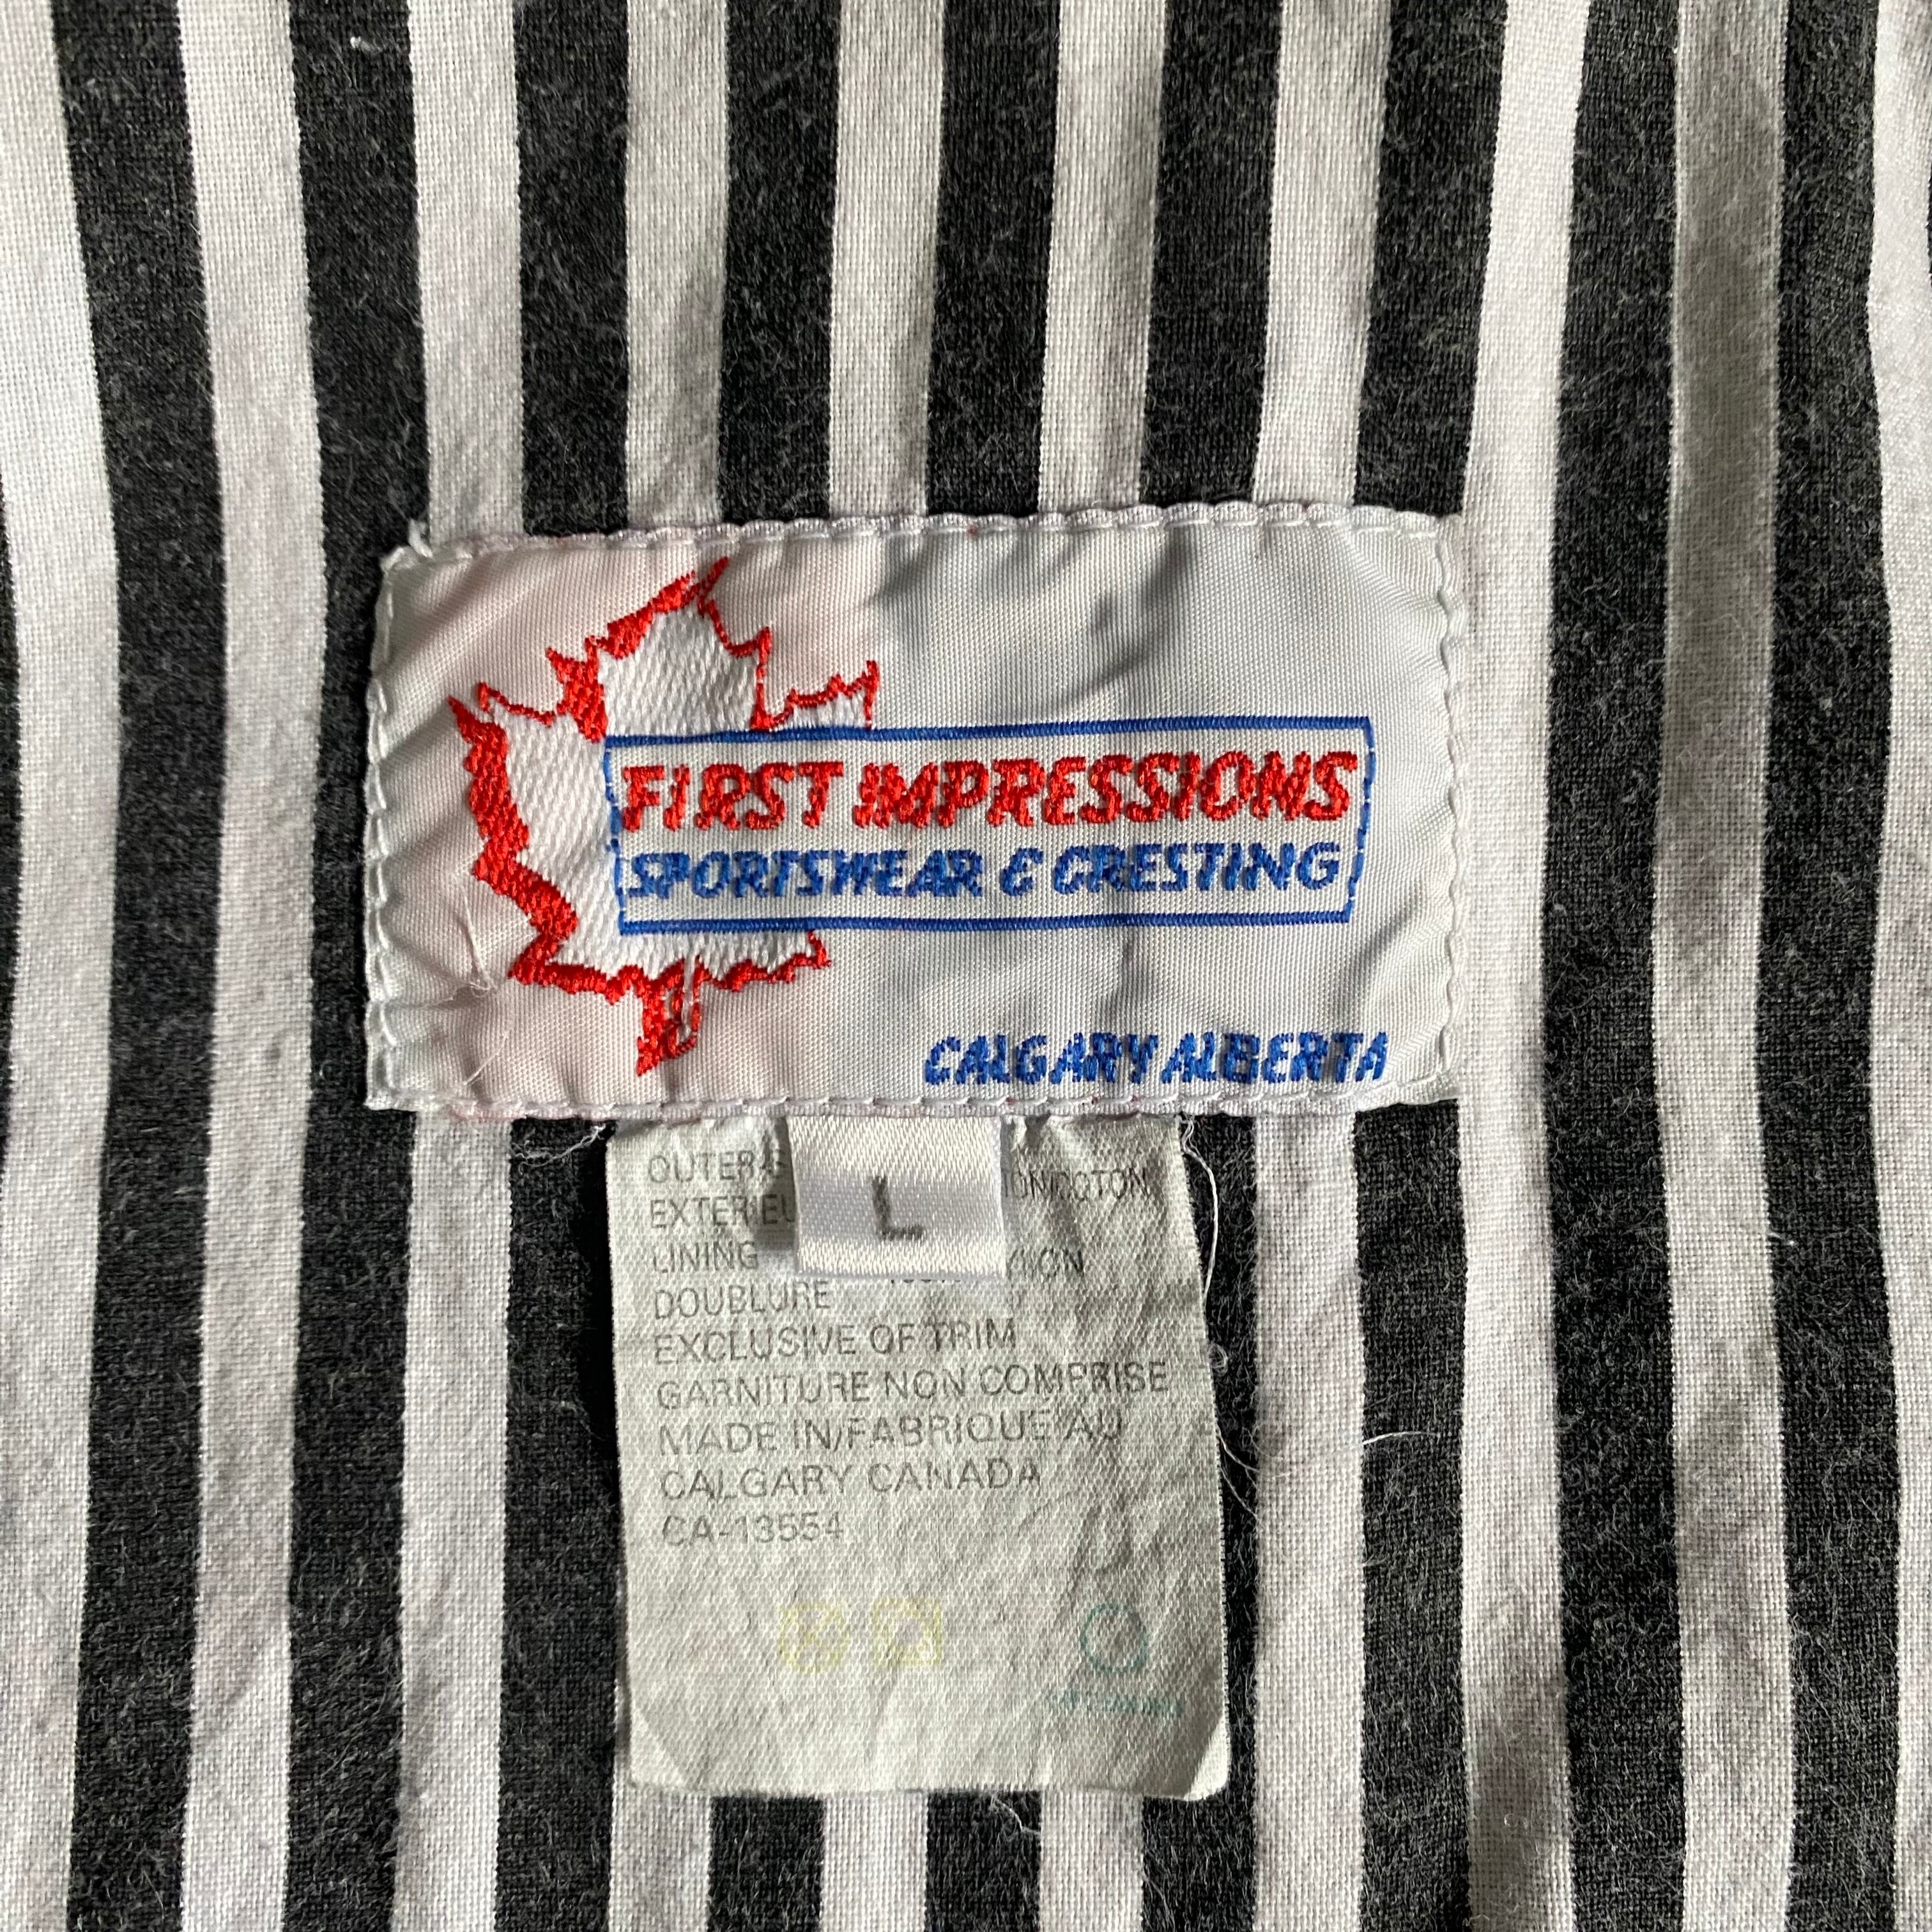 FIRST IMPRESSIONS
SPORTSWEAR & CRESTING
CALGARY ALBERTA
L
OUTER
LINING
DOUBLURE
EXCLUSIVE OF TRIM
GARNITURE NON COMPRISE
MADE IN/FABRIQUE AU
CALGARY CANADA
CA-13554